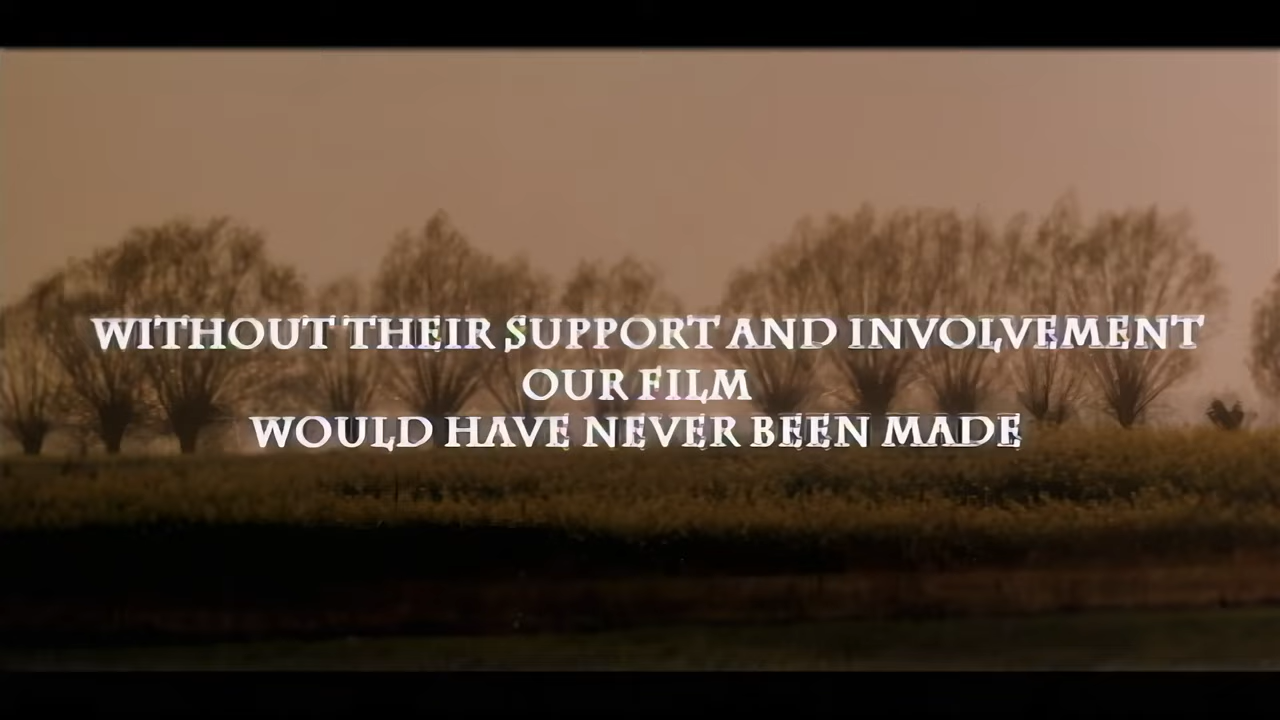 WITHOUT THEIR SUPPORT AND INVOLVEMENT
OUR FILM
WOULD HAVE NEVER BEEN MADE